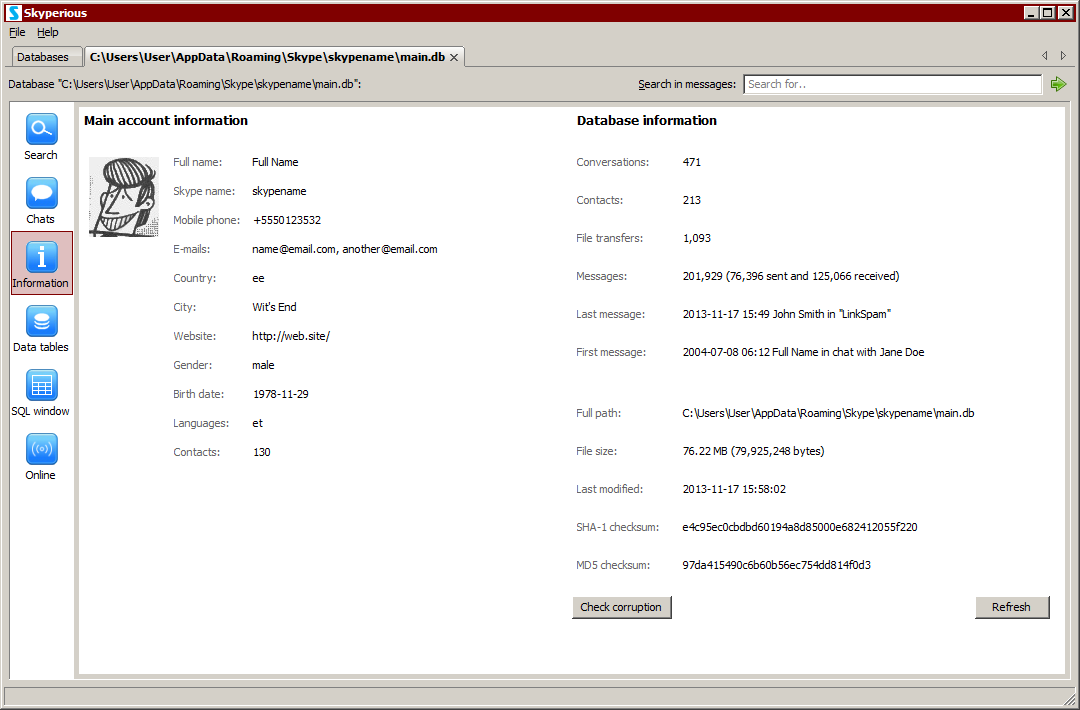 Skyperious
File Help
Databases C:\Users\User\AppData\Roaming\Skype\skypename\main.db
Database "C:\Users\User\AppData\Roaming\Skype\skypename\main.db": Search in messages: Search for..
Search
Chats
Information
Data tables
SQL window
Online
Main account information
Full name: Full Name
Skype name: skypename
Mobile phone: +5550123532
E-mails: name@email.com, another@email.com
Country: ee
City: Wit's End
Website: http://web.site/
Gender: male
Birth date: 1978-11-29
Languages: et
Contacts: 130
Database information
Conversations: 471
Contacts: 213
File transfers: 1,093
Messages: 201,929 (76,396 sent and 125,066 received)
Last message: 2013-11-17 15:49 John Smith in "LinkSpam"
First message: 2004-07-08 06:12 Full Name in chat with Jane Doe
Full path: C:\Users\User\AppData\Roaming\Skype\skypename\main.db
File size: 76.22 MB (79,925,248 bytes)
Last modified: 2013-11-17 15:58:02
SHA-1 checksum: e4c95ec0cbdbd60194a8d85000e682412055f220
MD5 checksum: 97da415490c6b60b56ec754dd814f0d3
Check corruption Refresh